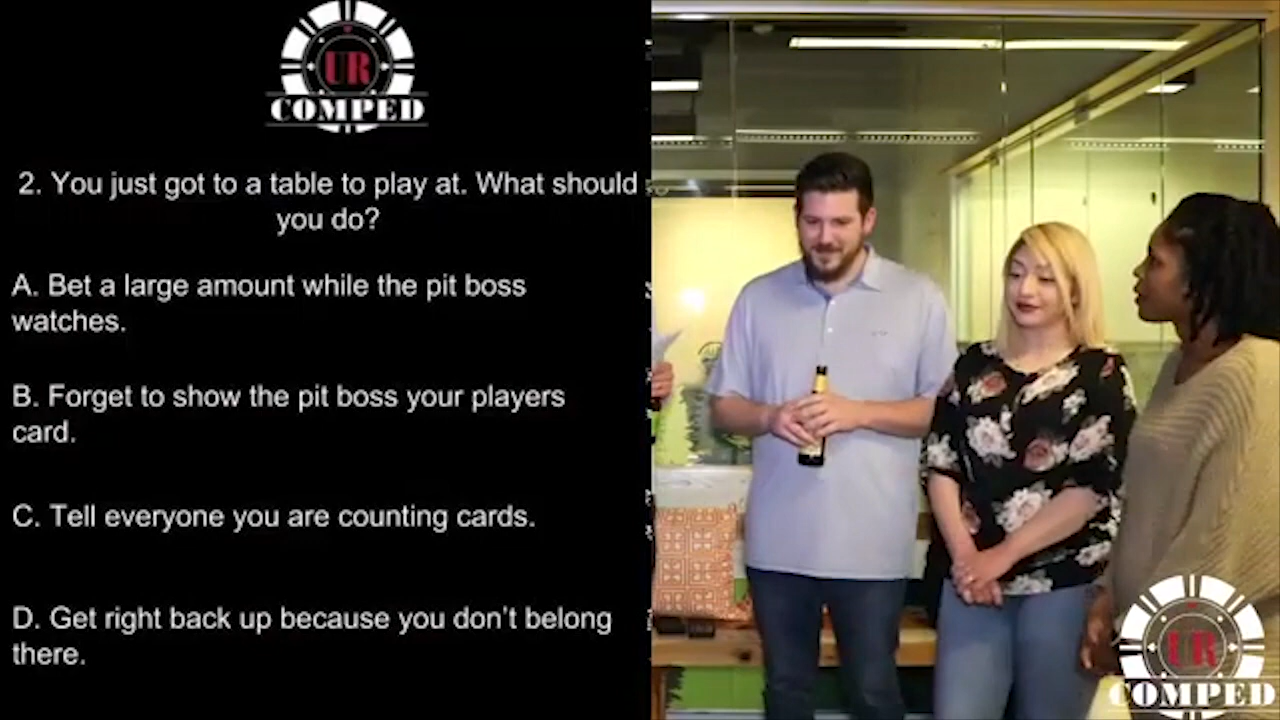 UR
COMPED
2. You just got to a table to play at. What should
you do?
A. Bet a large amount while the pit boss
watches.
B. Forget to show the pit boss your players
card.
C. Tell everyone you are counting cards.
D. Get right back up because you don't belong
there.
UR
COMPED